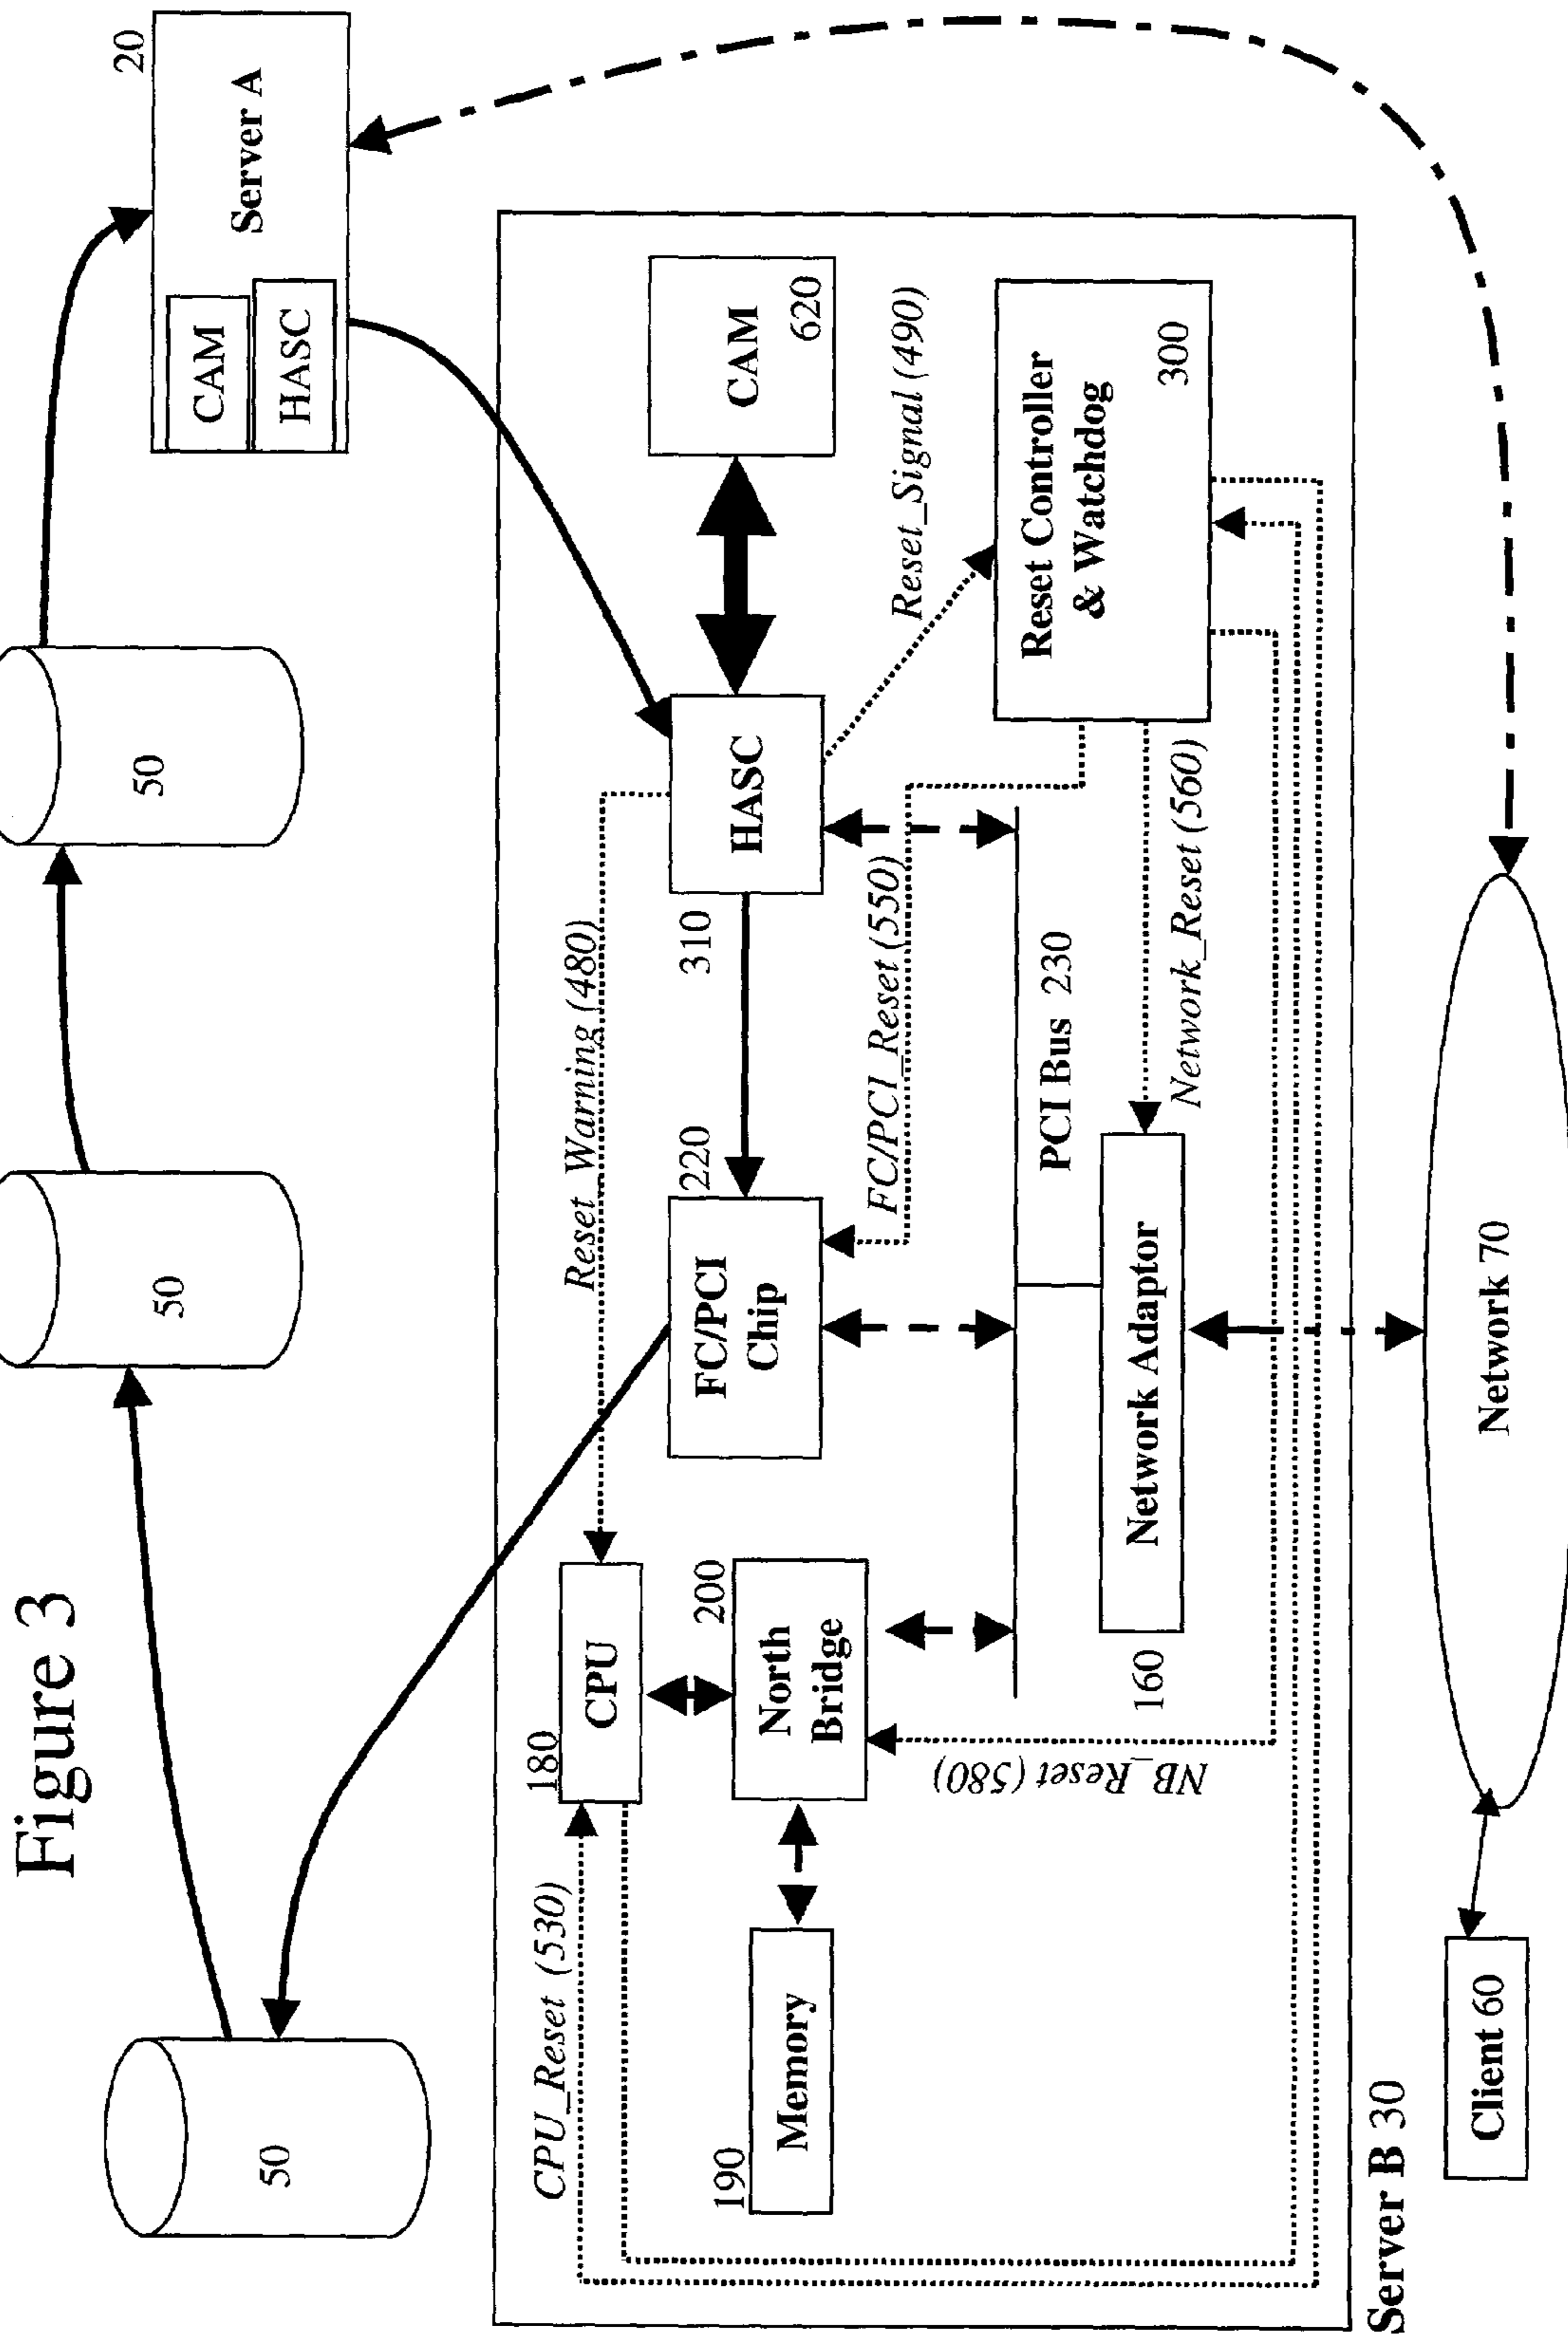 Figure 3
50
50
50
20
Server A
CAM
HASC
CPU_Reset (530)
180
CPU
Reset_Warning (480)
190
Memory
200
North
Bridge
220
FC/PCI
Chip
310
HASC
CAM
620
FC/PCI_Reset (550)
Reset_Signal (490)
NB_Reset (580)
PCI Bus 230
160
Network Adaptor
Network_Reset (560)
Reset Controller
& Watchdog
300
Server B 30
Client 60
Network 70